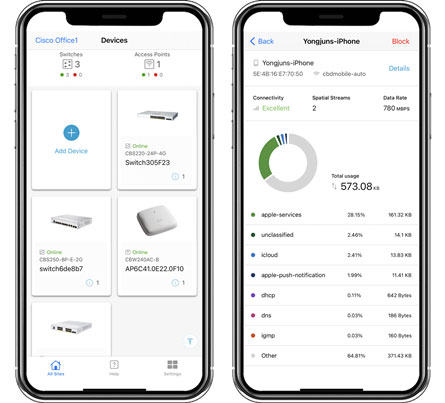 Cisco Office1
Devices
Switches
3
3
0
Access Points
1
1
0
Add Device
Online
CBS220-24P-4G
Switch305F23
1
Online
CBS250-8P-E-2G
switch6de8b7
1
Online
CBW240AC-B
AP6C41.0E22.0F10
1
Online
All Sites
Help
Settings
Back
Yongjuns-iPhone
Block
Yongjuns-iPhone
5E:4B:16:E7:70:50
cbdmobile-auto
Details
Connectivity
Excellent
Spatial Streams
2
Data Rate
780 MBPS
Total usage
573.08 KB
apple-services 28.15% 161.32 KB
unclassified 2.46% 14.1 KB
icloud 2.41% 13.83 KB
apple-push-notification 1.99% 11.41 KB
dhcp 0.11% 642 Bytes
dns 0.03% 186 Bytes
igmp 0.03% 160 Bytes
Other 64.81% 371.43 KB